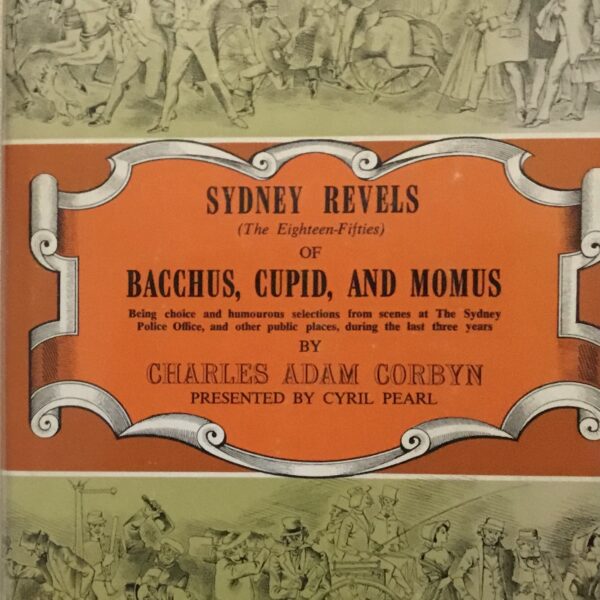 SYDNEY REVELS
(The Eighteen-Fifties)
OF
BACCHUS, CUPID, AND MOMUS
Being choice and humourous selections from scenes at The Sydney
Police Office, and other public places, during the last three years
BY
CHARLES ADAM CORBYN
PRESENTED BY CYRIL PEARL